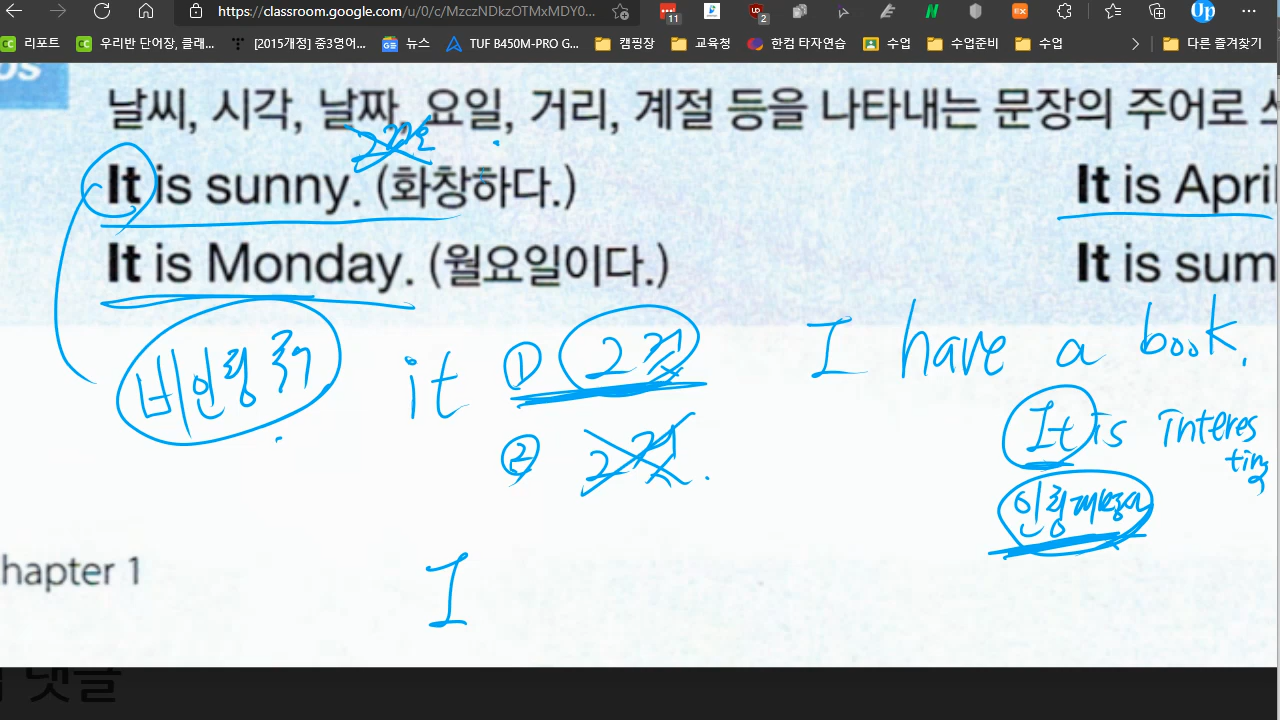 https://classroom.google.com/u/0/c/MzczNDkzOTMxMDY0...
11
2
Up
리포트
우리반 단어장, 클래...
[2015개정] 중3영어...
뉴스
TUF B450M-PRO G...
캠핑장
교육청
한컴 타자연습
수업
수업준비
수업
다른 즐겨찾기
날씨, 시각, 날짜, 요일, 거리, 계절 등을 나타내는 문장의 주어로
It is sunny. (화창하다.)
It is April
It is Monday. (월요일이다.)
It is sum
비인칭 주어
it ① 그것
② 그것.
I have a book.
It is interesting
인칭대명사
hapter 1
I
댓글